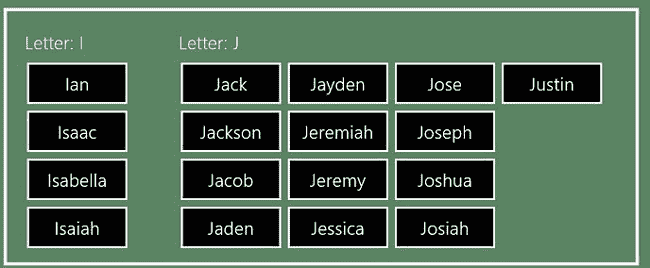 Letter: I
Ian
Isaac
Isabella
Isaiah
Letter: J
Jack
Jackson
Jacob
Jaden
Jayden
Jeremiah
Jeremy
Jessica
Jose
Joseph
Joshua
Josiah
Justin